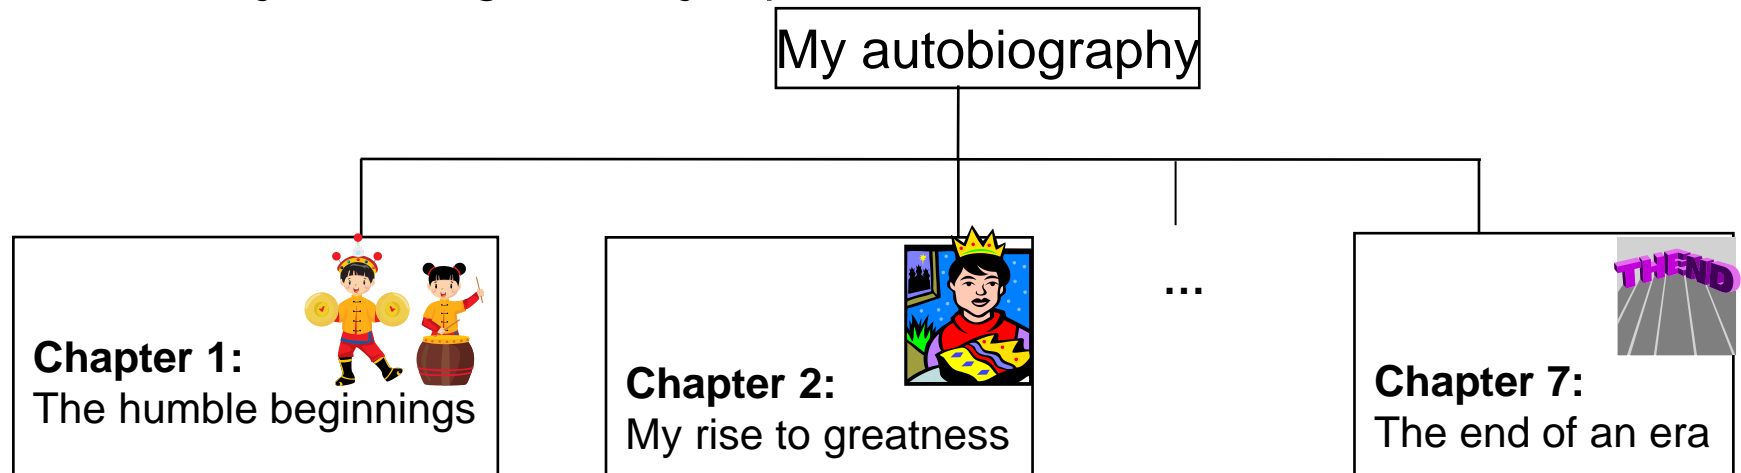 My autobiography
...
Chapter 1:
The humble beginnings
Chapter 2:
My rise to greatness
THE END
Chapter 7:
The end of an era